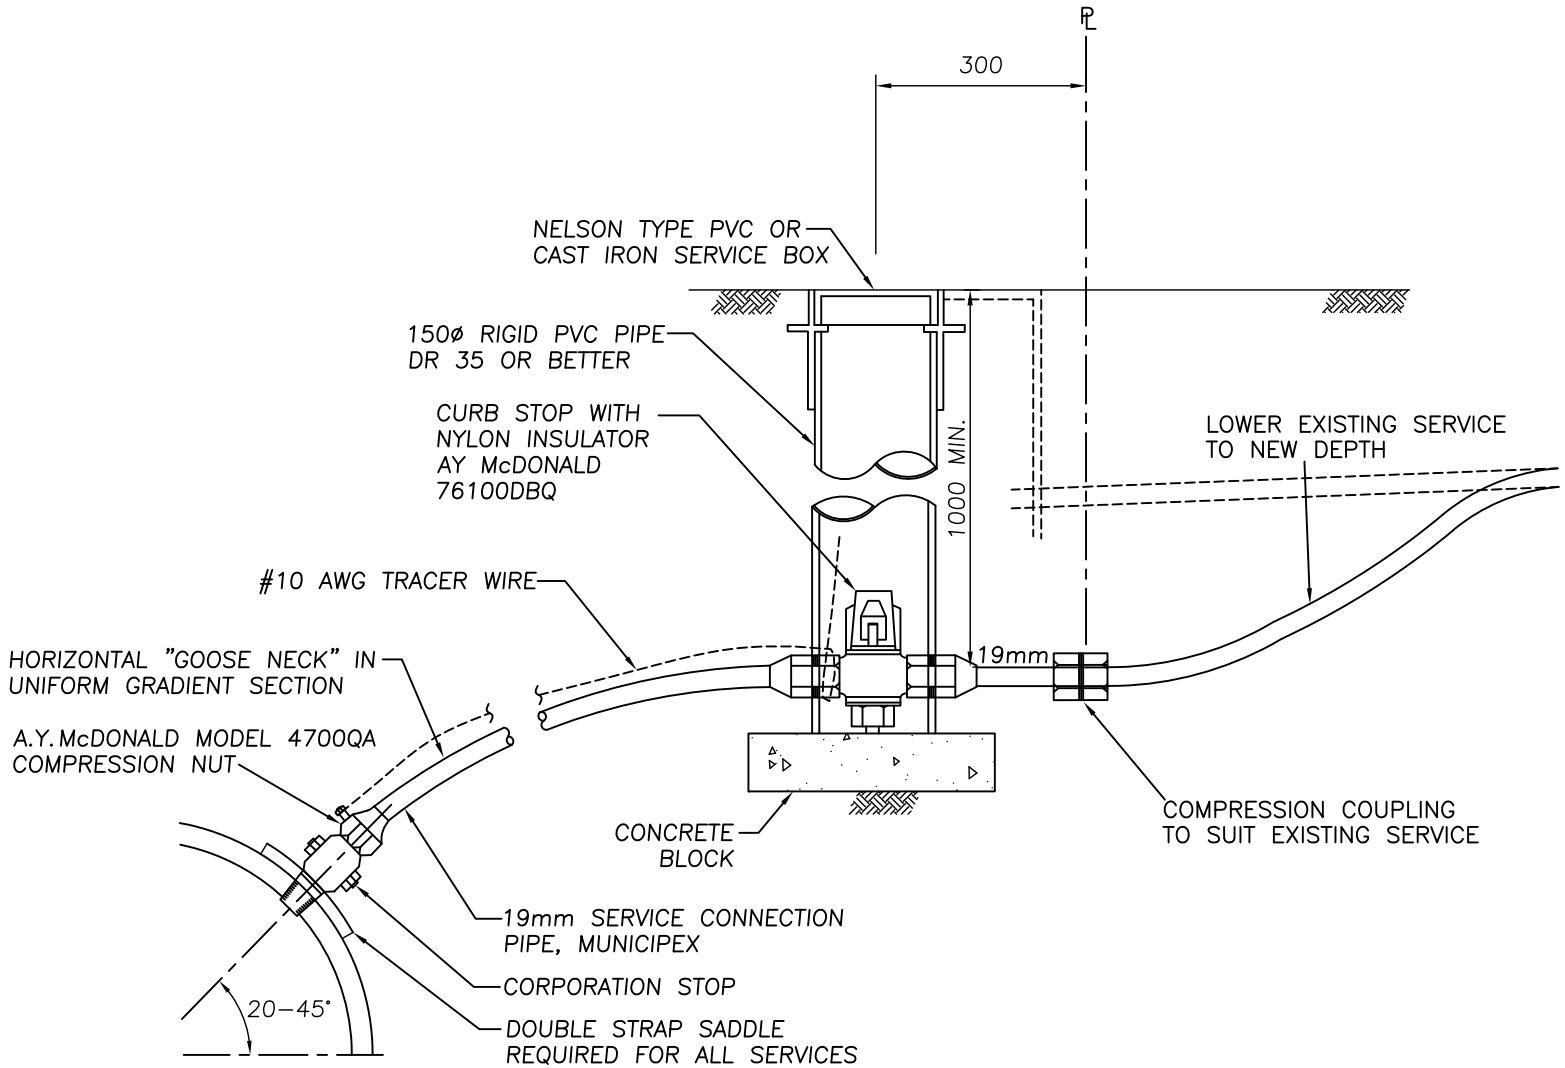 PL
300
NELSON TYPE PVC OR
CAST IRON SERVICE BOX
150ø RIGID PVC PIPE
DR 35 OR BETTER
CURB STOP WITH
NYLON INSULATOR
AY McDONALD
76100DBQ
1000 MIN.
LOWER EXISTING SERVICE
TO NEW DEPTH
#10 AWG TRACER WIRE
HORIZONTAL "GOOSE NECK" IN
UNIFORM GRADIENT SECTION
19mm
A.Y.McDONALD MODEL 4700QA
COMPRESSION NUT
COMPRESSION COUPLING
TO SUIT EXISTING SERVICE
CONCRETE
BLOCK
19mm SERVICE CONNECTION
PIPE, MUNICIPEX
CORPORATION STOP
20-45°
DOUBLE STRAP SADDLE
REQUIRED FOR ALL SERVICES